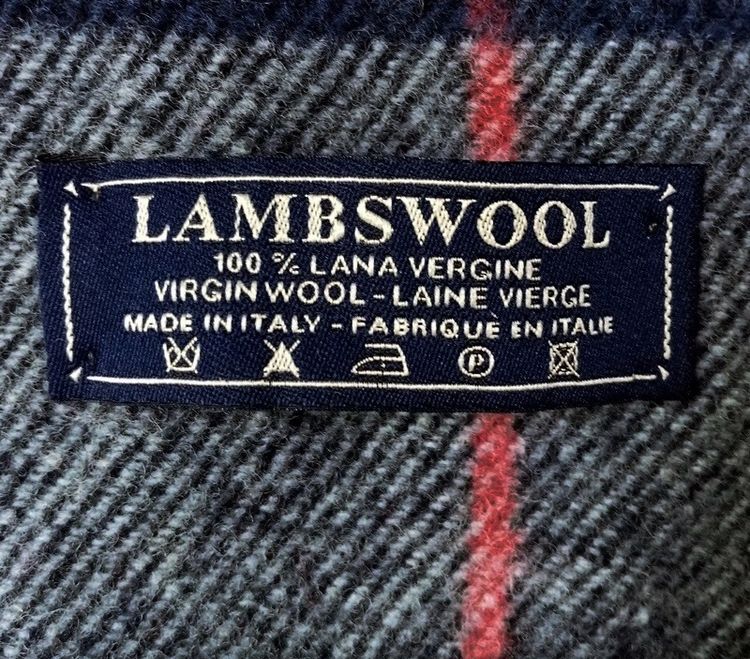 LAMBSWOOL
100 % LANA VERGINE
VIRGIN WOOL - LAINE VIERGE
MADE IN ITALY - FABRIQUÉ EN ITALIE
P